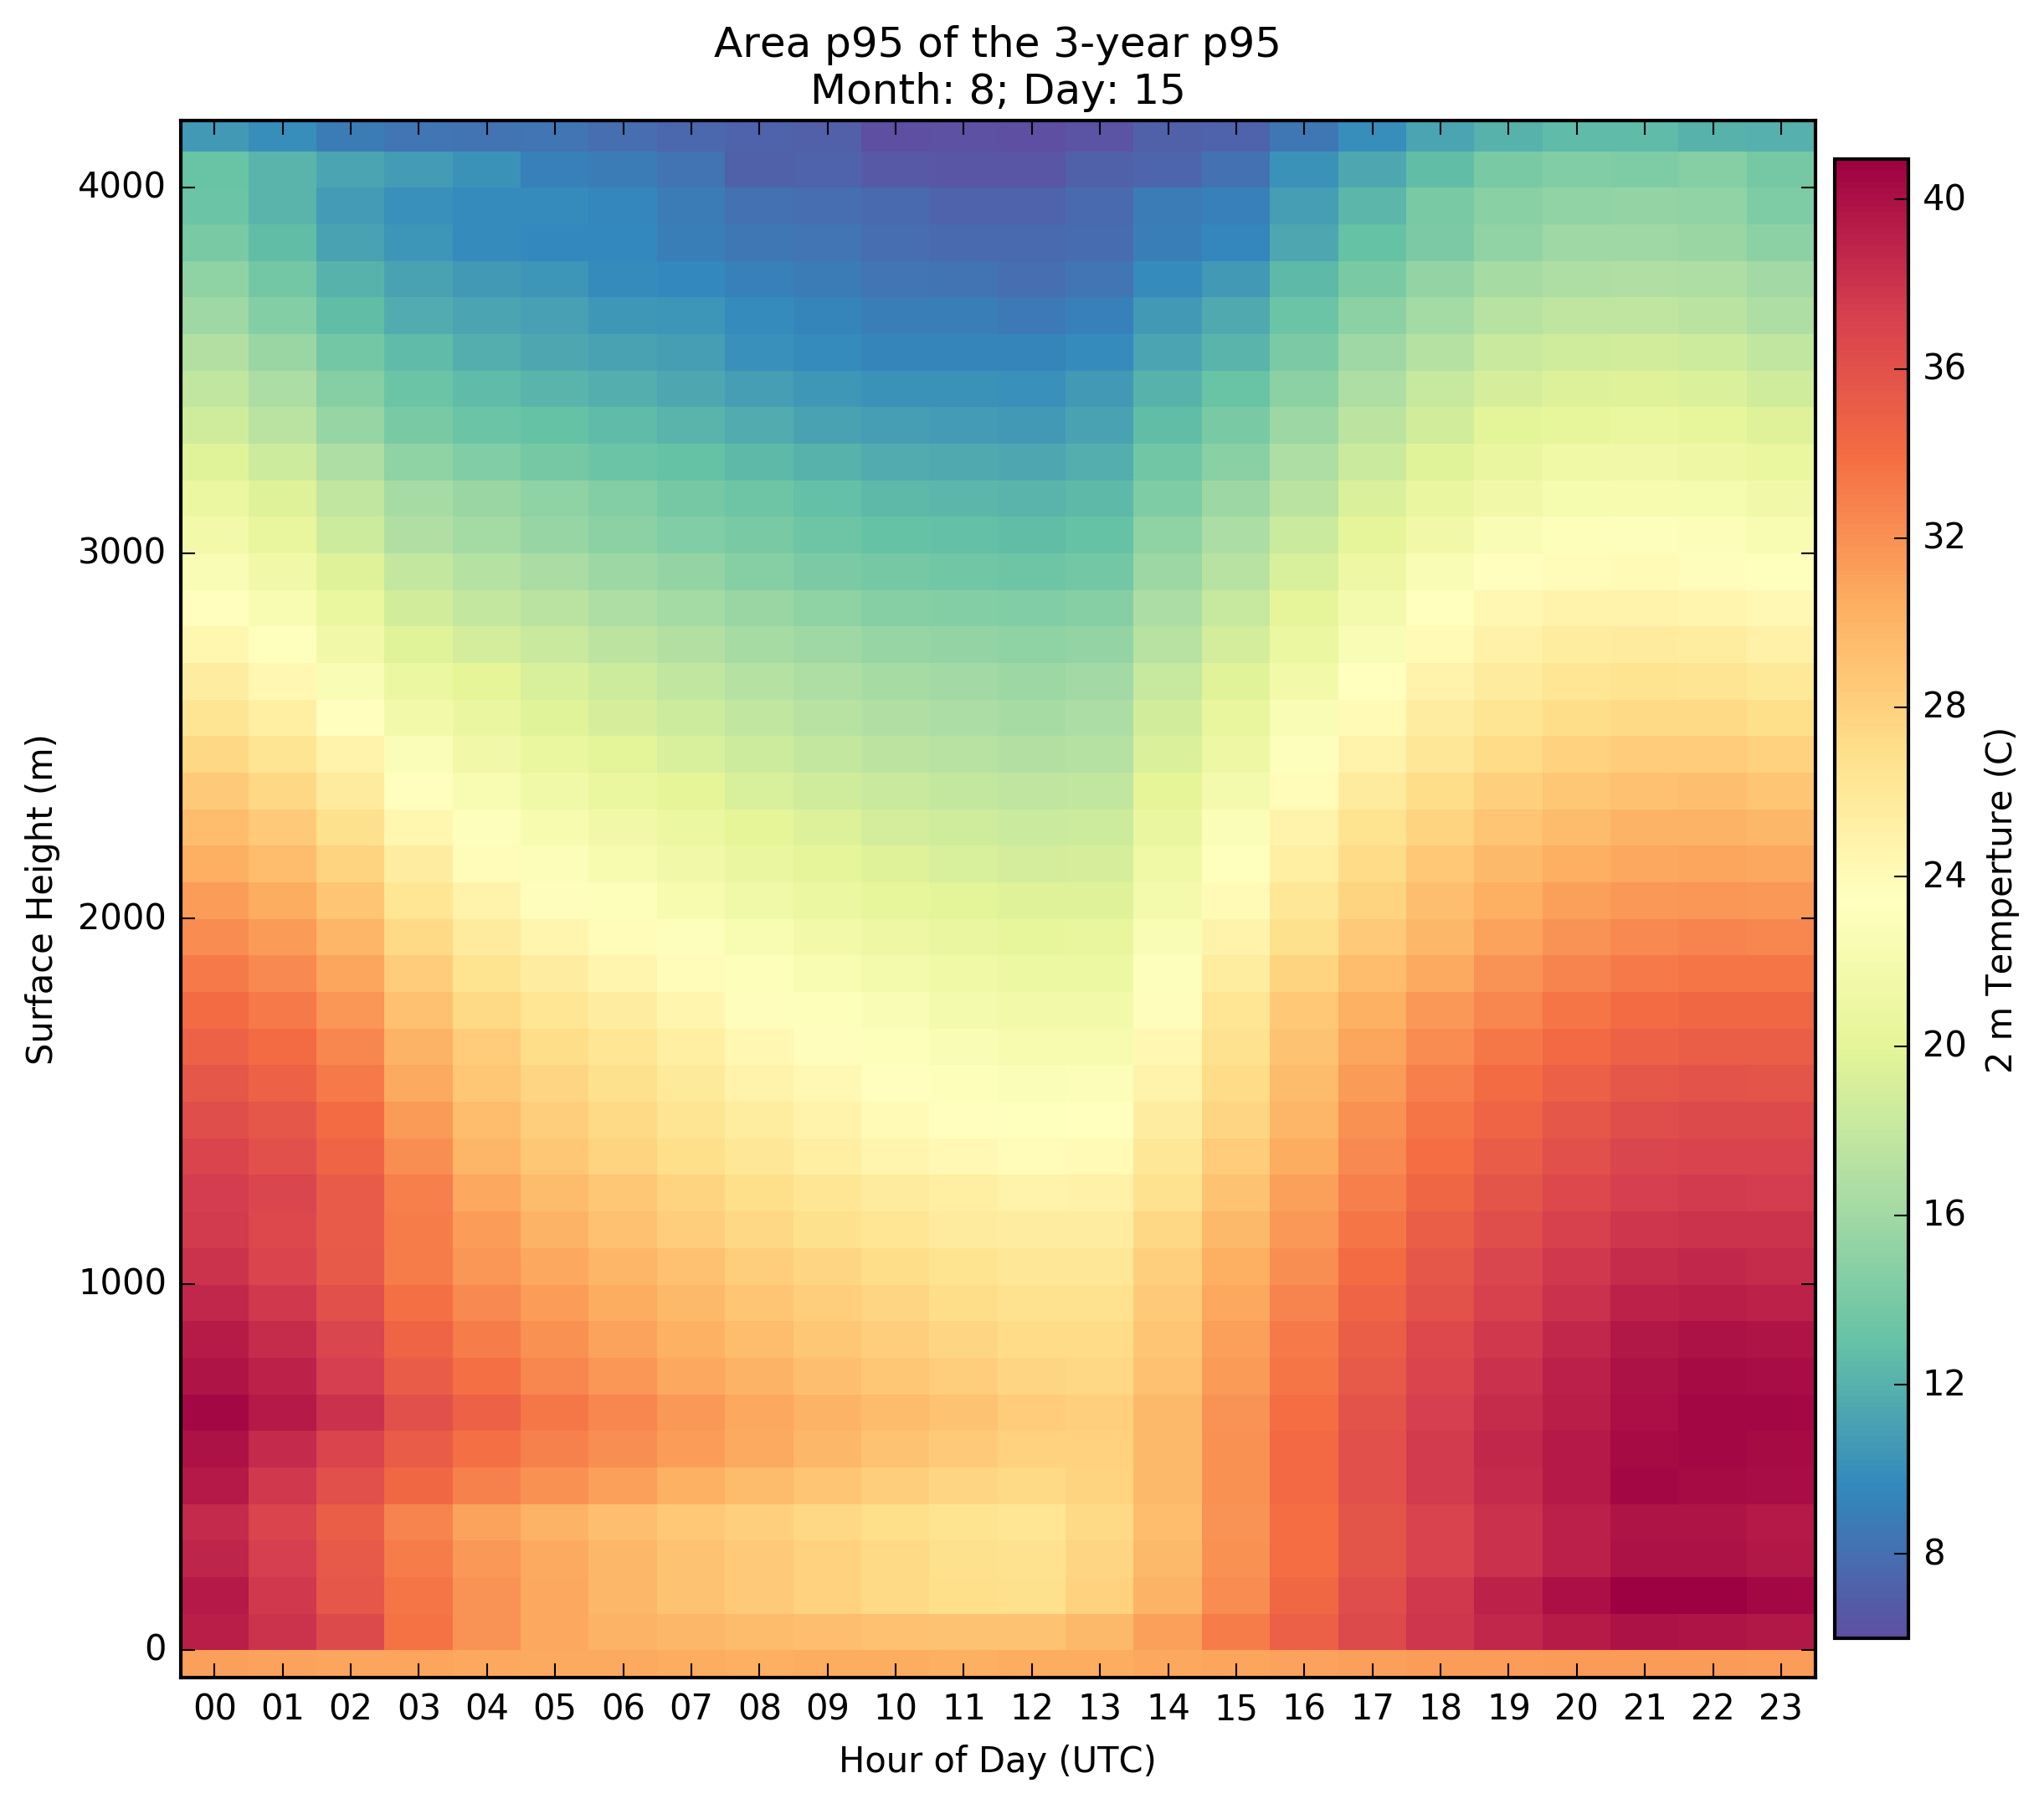 Area p95 of the 3-year p95
Month: 8; Day: 15
4000
3000
2000
1000
0
Surface Height (m)
00 01 02 03 04 05 06 07 08 09 10 11 12 13 14 15 16 17 18 19 20 21 22 23
Hour of Day (UTC)
40
36
32
28
24
20
16
12
8
2 m Temperture (C)